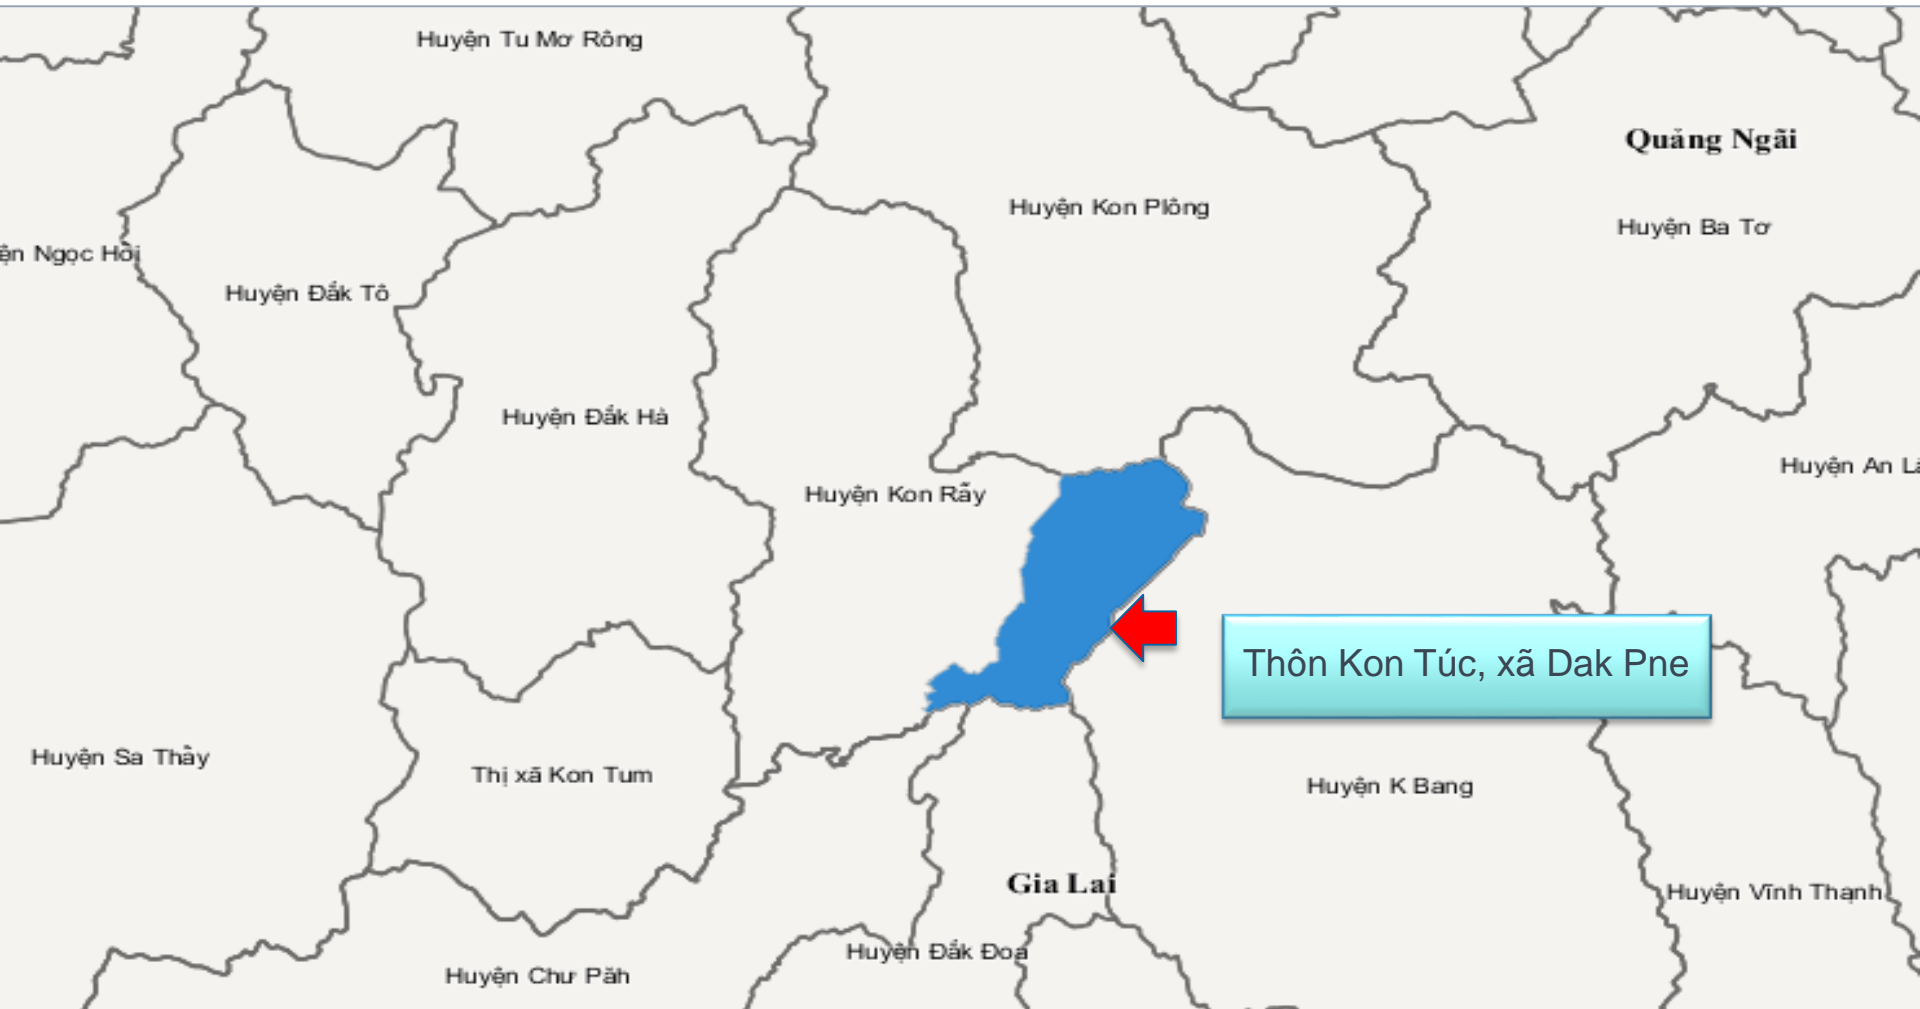 Huyện Tu Mơ Rông
Quảng Ngãi
Huyện Kon Plông
Huyện Ba Tơ
ện Ngọc Hồi
Huyện Đắk Tô
Huyện Đắk Hà
Huyện An Lã
Huyện Kon Rẫy
Thôn Kon Túc, xã Dak Pne
Huyện Sa Thầy
Thị xã Kon Tum
Huyện K Bang
Gia Lai
Huyện Vĩnh Thạnh
Huyện Đắk Đoa
Huyện Chư Păh